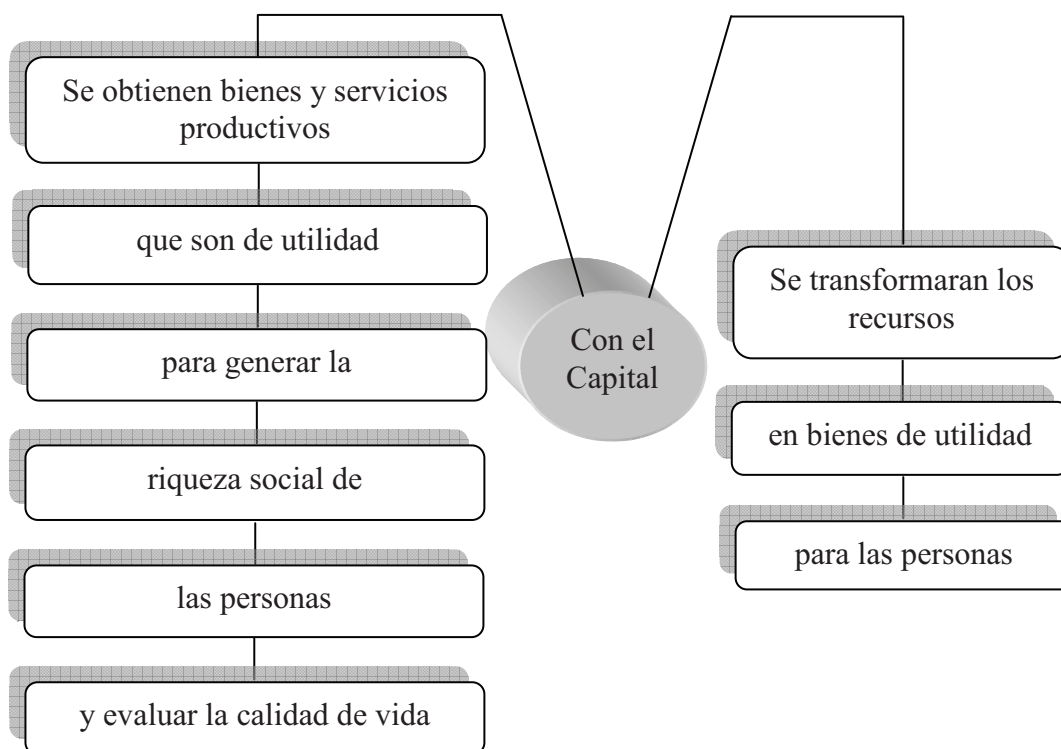 Se obtienen bienes y servicios
productivos
que son de utilidad
para generar la
riqueza social de
las personas
y evaluar la calidad de vida
Con el
Capital
Se transformaran los
recursos
en bienes de utilidad
para las personas